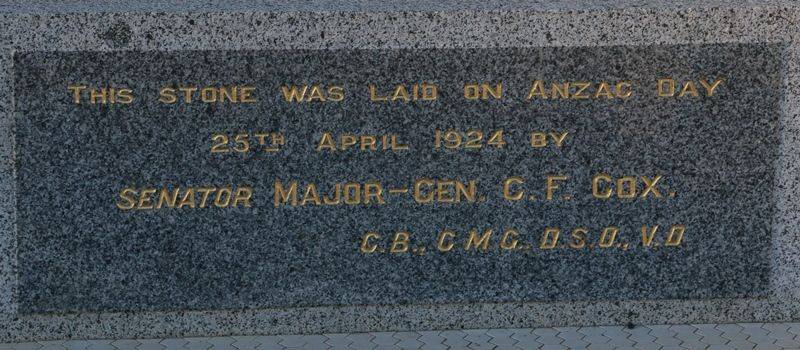 THIS STONE WAS LAID ON ANZAC DAY
25TH APRIL 1924 BY
SENATOR MAJOR-GEN. C. F. COX.
C.B., C.M.G., D.S.O., V.D